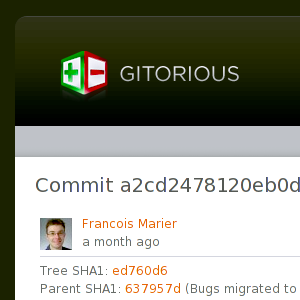 GITORIOUS
Commit a2cd2478120eb0d
Francois Marier
a month ago
Tree SHA1: ed760d6
Parent SHA1: 637957d (Bugs migrated to